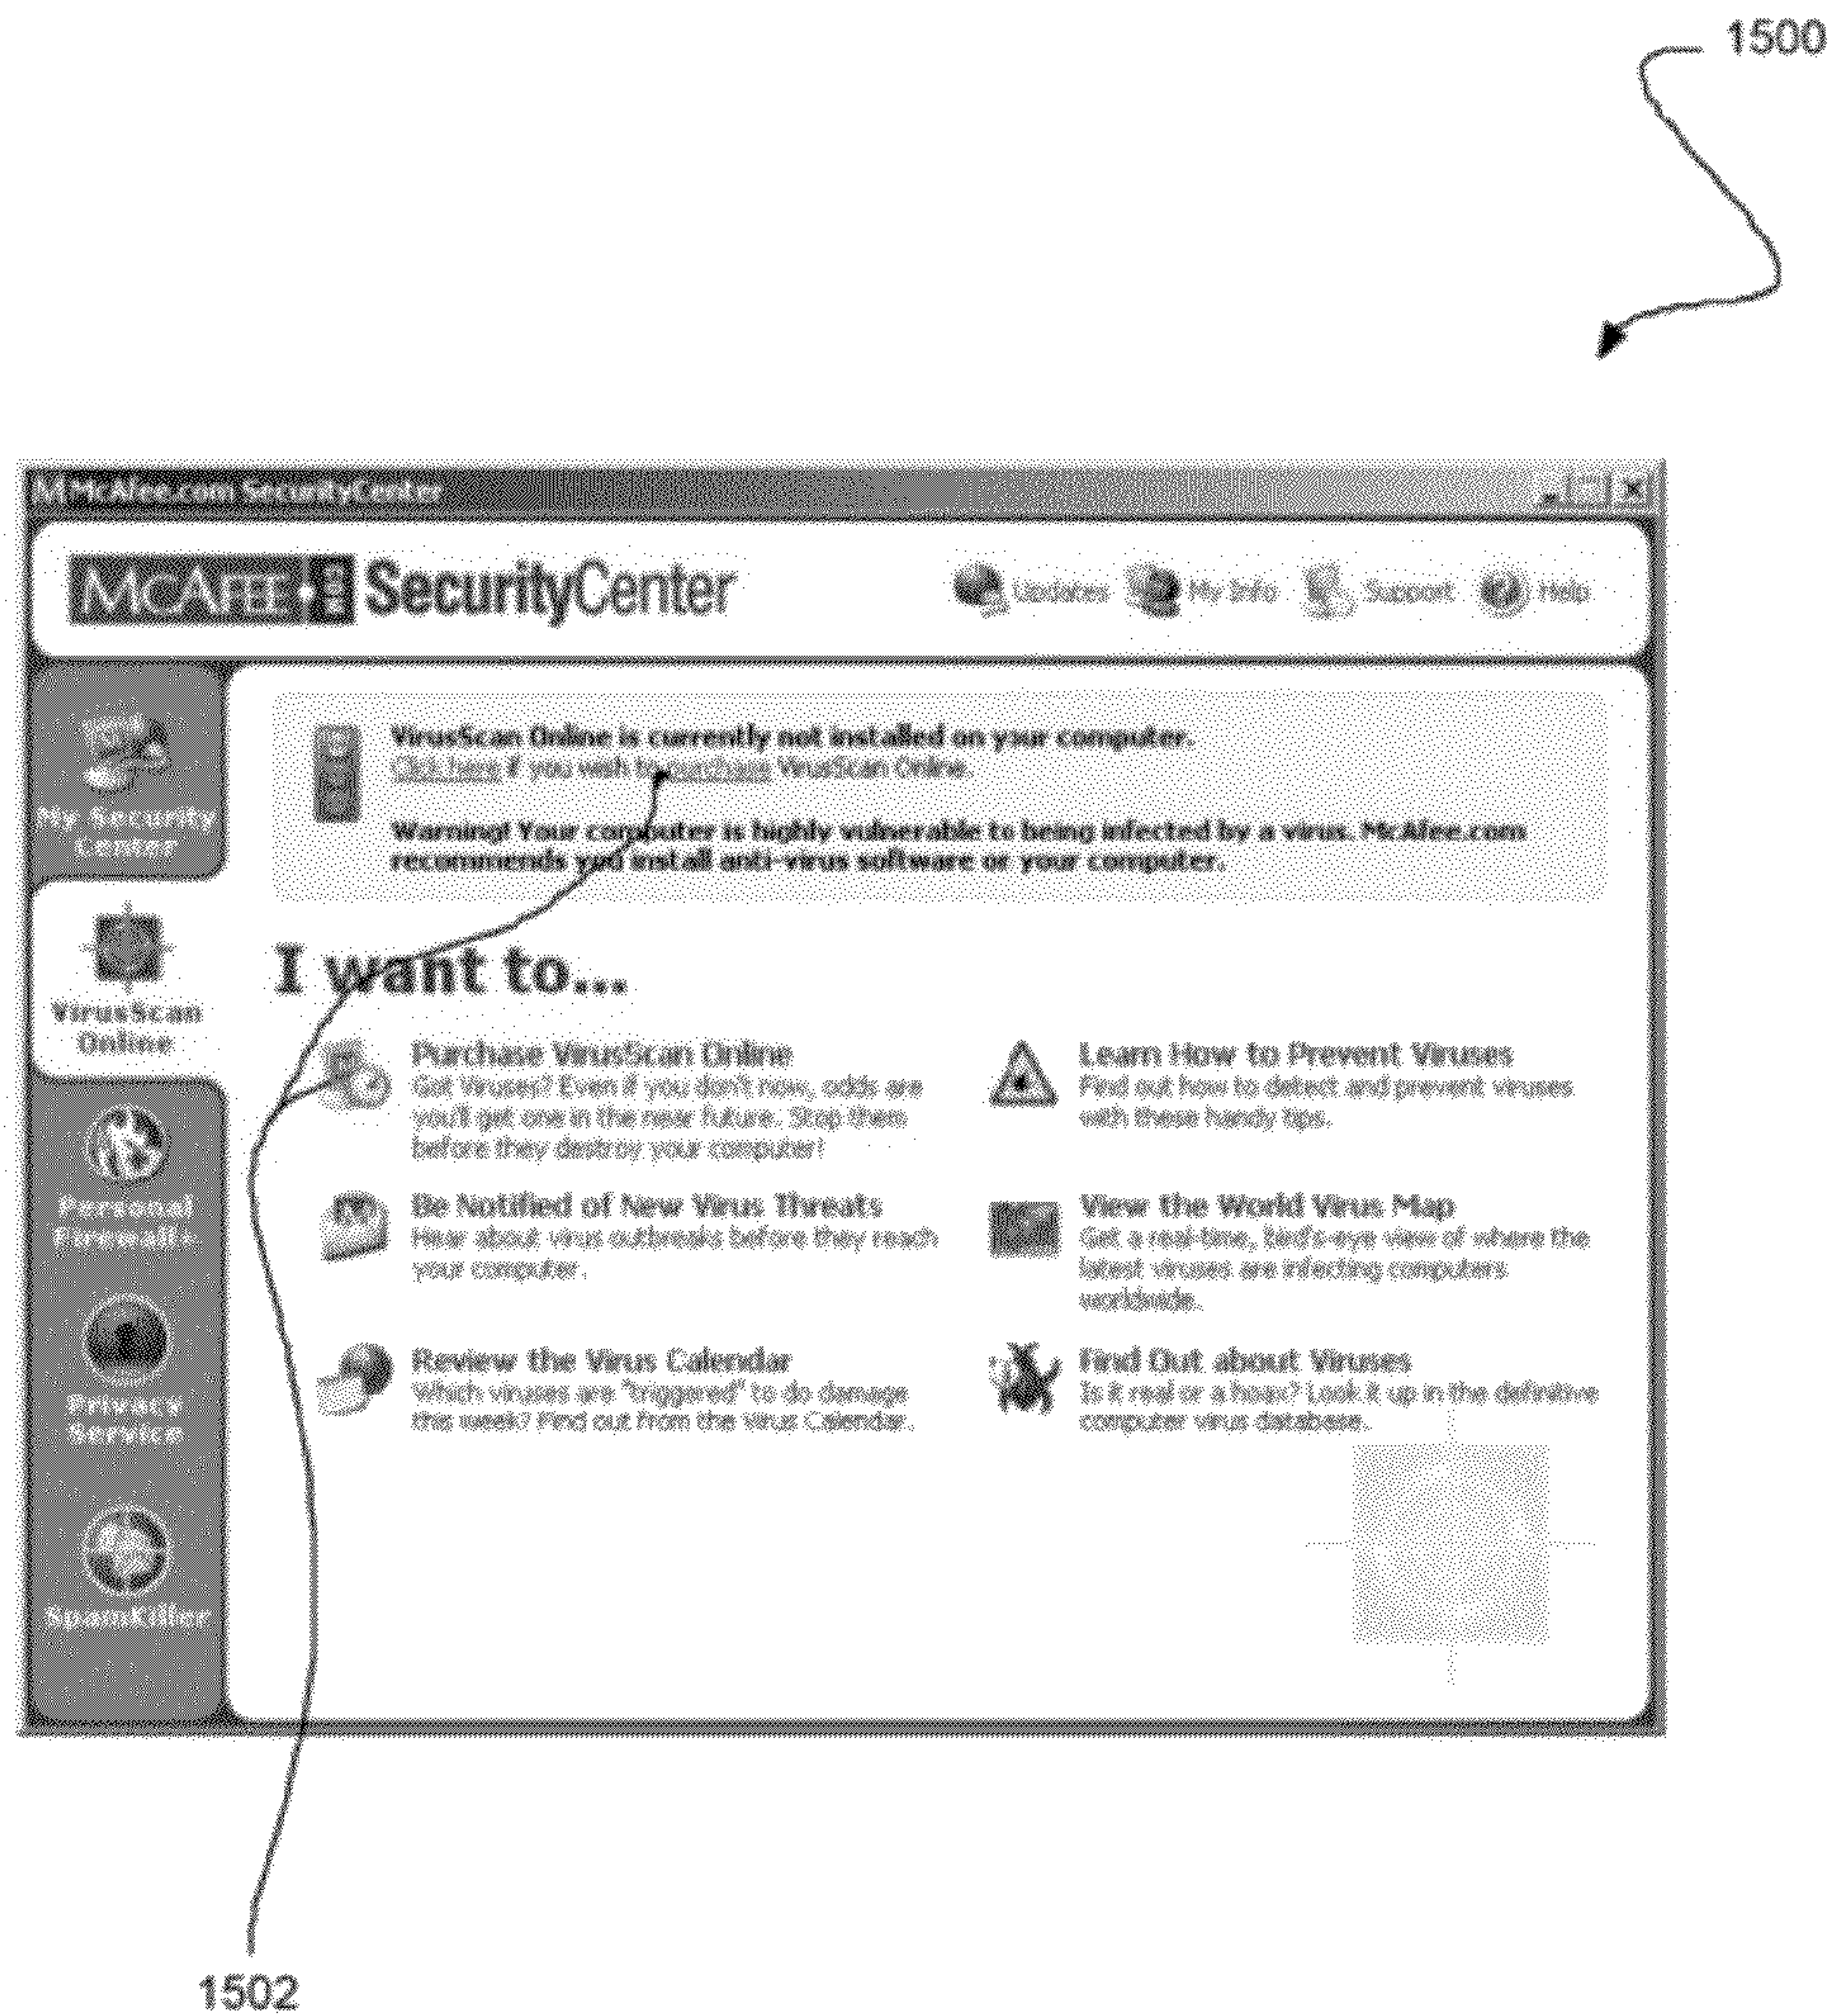 1500
McAfee.com SecurityCenter
McAFEE .com SecurityCenter
Updates My Info Support Help
My Security
Center
VirusScan Online is currently not installed on your computer.
Click here if you wish to purchase VirusScan Online.
Warning! Your computer is highly vulnerable to being infected by a virus. McAfee.com
recommends you install anti-virus software or your computer.
VirusScan
Online
I want to...
Purchase VirusScan Online
Got Viruses? Even if you don't now, odds are
you'll get one in the near future. Stop them
before they destroy your computer!
Learn How to Prevent Viruses
Find out how to detect and prevent viruses
with these handy tips.
Personal
Firewall+
Be Notified of New Virus Threats
Hear about virus outbreaks before they reach
your computer.
View the World Virus Map
Get a real-time, bird's-eye view of where the
latest viruses are infecting computers
worldwide.
Privacy
Service
Review the Virus Calendar
Which viruses are "triggered" to do damage
this week? Find out from the Virus Calendar.
Find Out about Viruses
Is it real or a hoax? Look it up in the definitive
computer virus database.
SpamKiller
1502